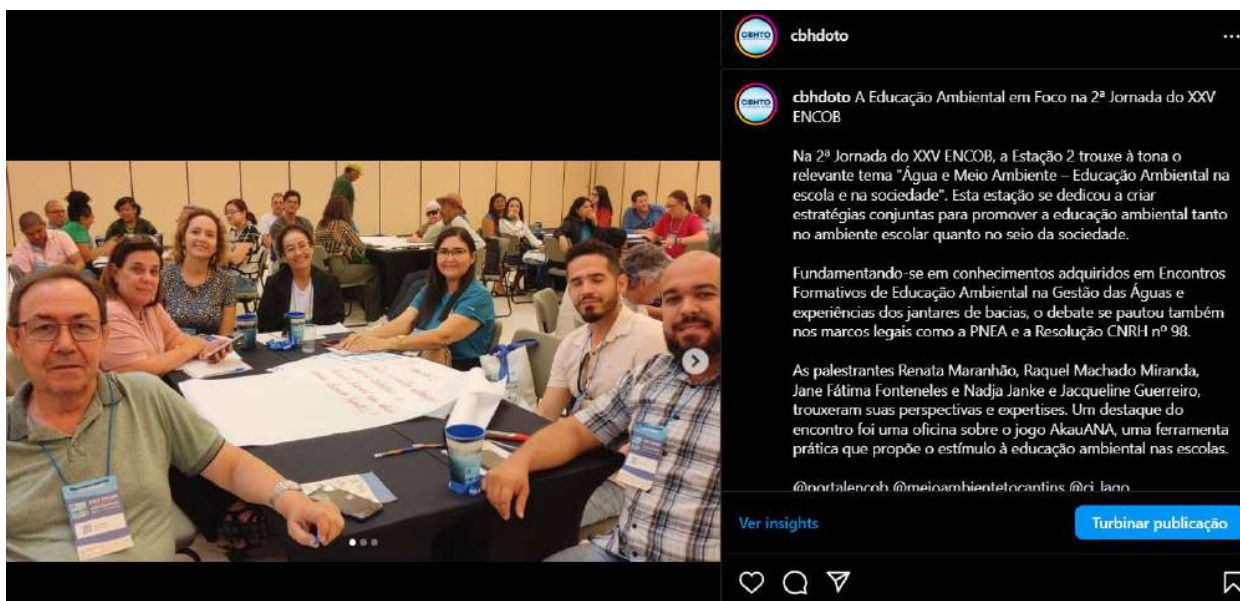 cbhdoto
CBHTO
cbhdoto A Educação Ambiental em Foco na 2ª Jornada do XXV
ENCOB
Na 2ª Jornada do XXV ENCOB, a Estação 2 trouxe à tona o
relevante tema "Água e Meio Ambiente – Educação Ambiental na
escola e na sociedade". Esta estação se dedicou a criar
estratégias conjuntas para promover a educação ambiental tanto
no ambiente escolar quanto no seio da sociedade.
Fundamentando-se em conhecimentos adquiridos em Encontros
Formativos de Educação Ambiental na Gestão das Águas e
experiências dos jantares de bacias, o debate se pautou também
nos marcos legais como a PNEA e a Resolução CNRH nº 98.
As palestrantes Renata Maranhão, Raquel Machado Miranda,
Jane Fátima Fonteneles e Nadja Janke e Jacqueline Guerreiro,
trouxeram suas perspectivas e expertises. Um destaque do
encontro foi uma oficina sobre o jogo AkauANA, uma ferramenta
prática que propõe o estímulo à educação ambiental nas escolas.
@portalencob @meioambientetocantins @ci_lago
Ver insights
Turbinar publicação